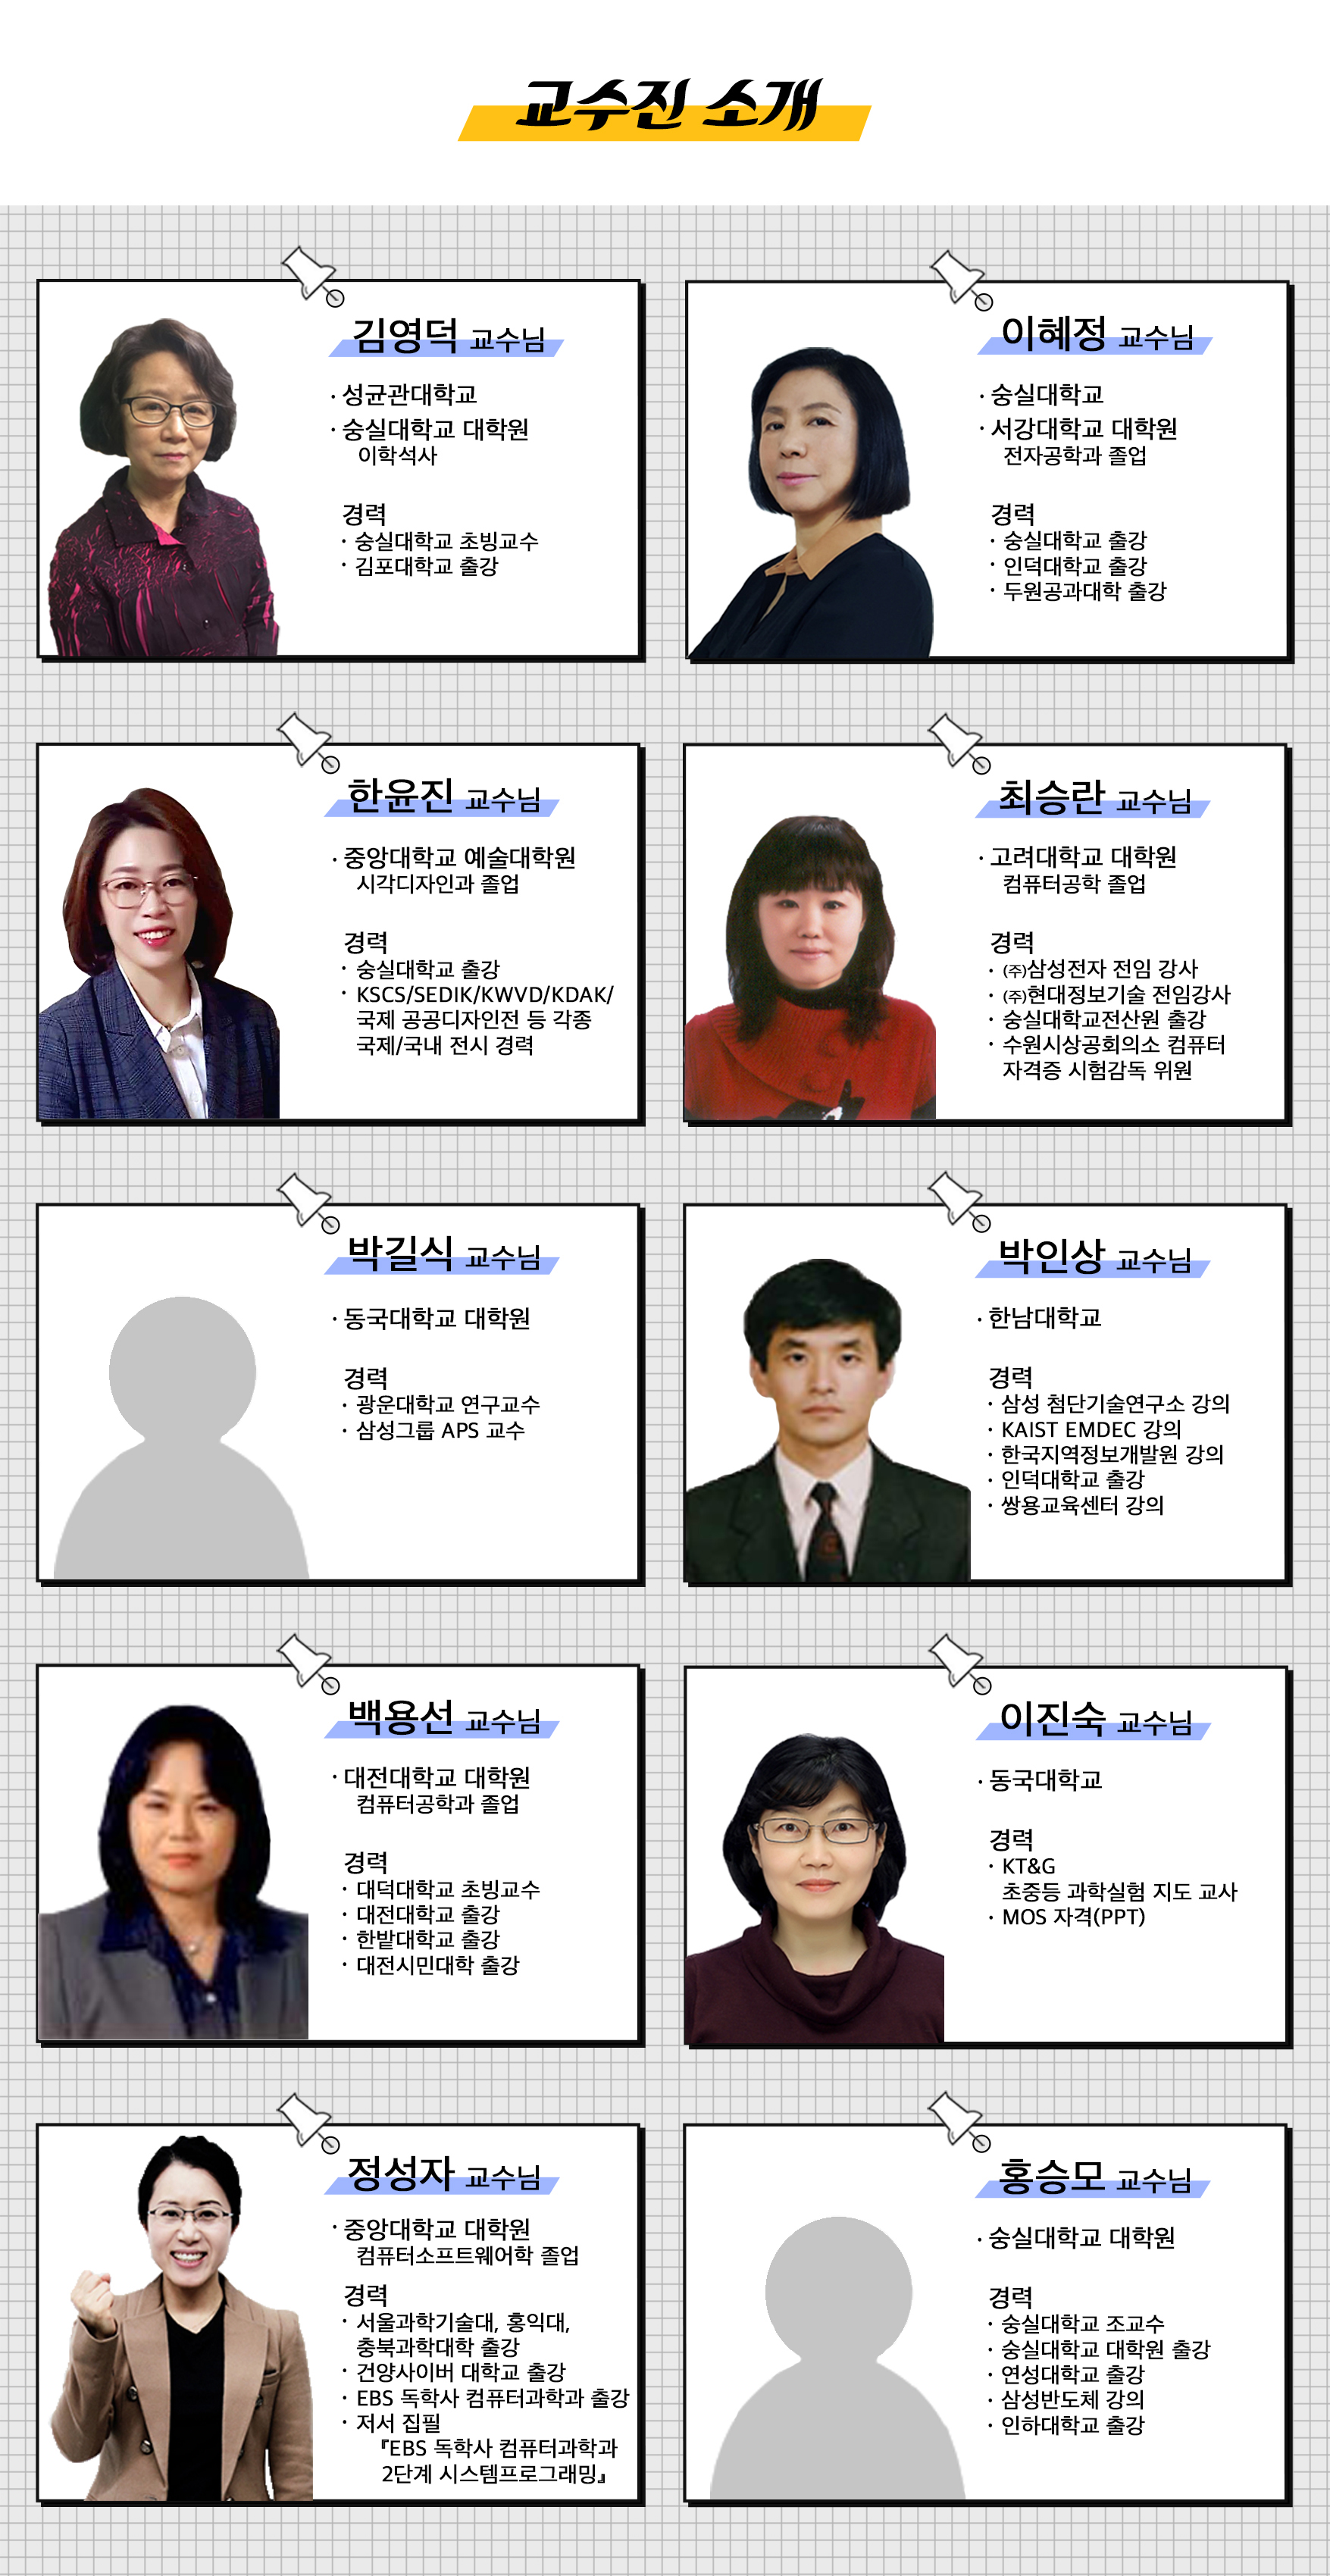 교수진 소개
김영덕 교수님
· 성균관대학교
· 숭실대학교 대학원
이학석사
경력
· 숭실대학교 초빙교수
· 김포대학교 출강
이혜정 교수님
· 숭실대학교
· 서강대학교 대학원
전자공학과 졸업
경력
· 숭실대학교 출강
· 인덕대학교 출강
· 두원공과대학 출강
한윤진 교수님
· 중앙대학교 예술대학원
시각디자인과 졸업
경력
· 숭실대학교 출강
· KSCS/SEDIK/KWVD/KDAK/
국제 공공디자인전 등 각종
국제/국내 전시 경력
최승란 교수님
· 고려대학교 대학원
컴퓨터공학 졸업
경력
· (주)삼성전자 전임 강사
· (주)현대정보기술 전임강사
· 숭실대학교전산원 출강
· 수원시상공회의소 컴퓨터
자격증 시험감독 위원
박길식 교수님
· 동국대학교 대학원
경력
· 광운대학교 연구교수
· 삼성그룹 APS 교수
박인상 교수님
· 한남대학교
경력
· 삼성 첨단기술연구소 강의
· KAIST EMDEC 강의
· 한국지역정보개발원 강의
· 인덕대학교 출강
· 쌍용교육센터 강의
백용선 교수님
· 대전대학교 대학원
컴퓨터공학과 졸업
경력
· 대덕대학교 초빙교수
· 대전대학교 출강
· 한밭대학교 출강
· 대전시민대학 출강
이진숙 교수님
· 동국대학교
경력
· KT&G
초중등 과학실험 지도 교사
· MOS 자격(PPT)
정성자 교수님
· 중앙대학교 대학원
컴퓨터소프트웨어학 졸업
경력
· 서울과학기술대, 홍익대,
충북과학대학 출강
· 건양사이버 대학교 출강
· EBS 독학사 컴퓨터과학과 출강
· 저서 집필
『EBS 독학사 컴퓨터과학과
2단계 시스템프로그래밍』
홍승모 교수님
· 숭실대학교 대학원
경력
· 숭실대학교 조교수
· 숭실대학교 대학원 출강
· 연성대학교 출강
· 삼성반도체 강의
· 인하대학교 출강